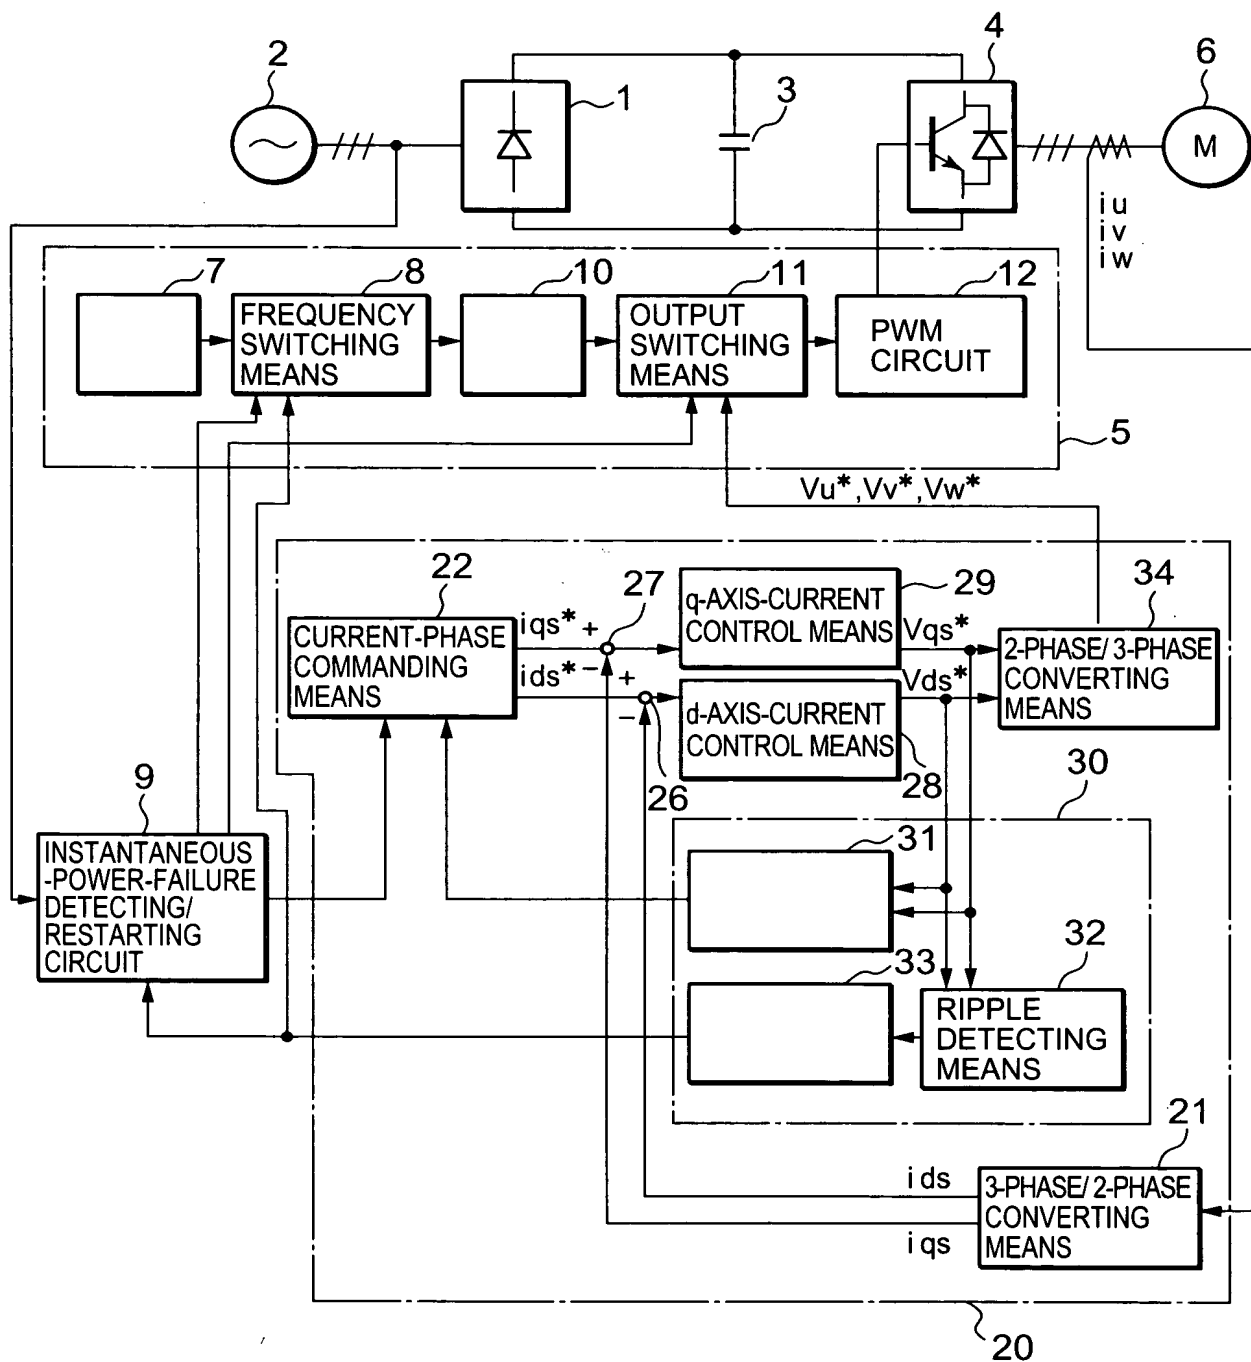 2
1
3
4
6
M
iu
iv
iw
7
8
10
11
12
FREQUENCY
SWITCHING
MEANS
OUTPUT
SWITCHING
MEANS
PWM
CIRCUIT
5
Vu*,Vv*,Vw*
22
27
29
34
CURRENT-PHASE
COMMANDING
MEANS
iqs*
+
−
ids*
+
−
q-AXIS-CURRENT
CONTROL MEANS
Vqs*
Vds*
d-AXIS-CURRENT
CONTROL MEANS
2-PHASE/ 3-PHASE
CONVERTING
MEANS
26
28
30
9
INSTANTANEOUS
-POWER-FAILURE
DETECTING/
RESTARTING
CIRCUIT
31
32
33
RIPPLE
DETECTING
MEANS
21
ids
iqs
3-PHASE/ 2-PHASE
CONVERTING
MEANS
20